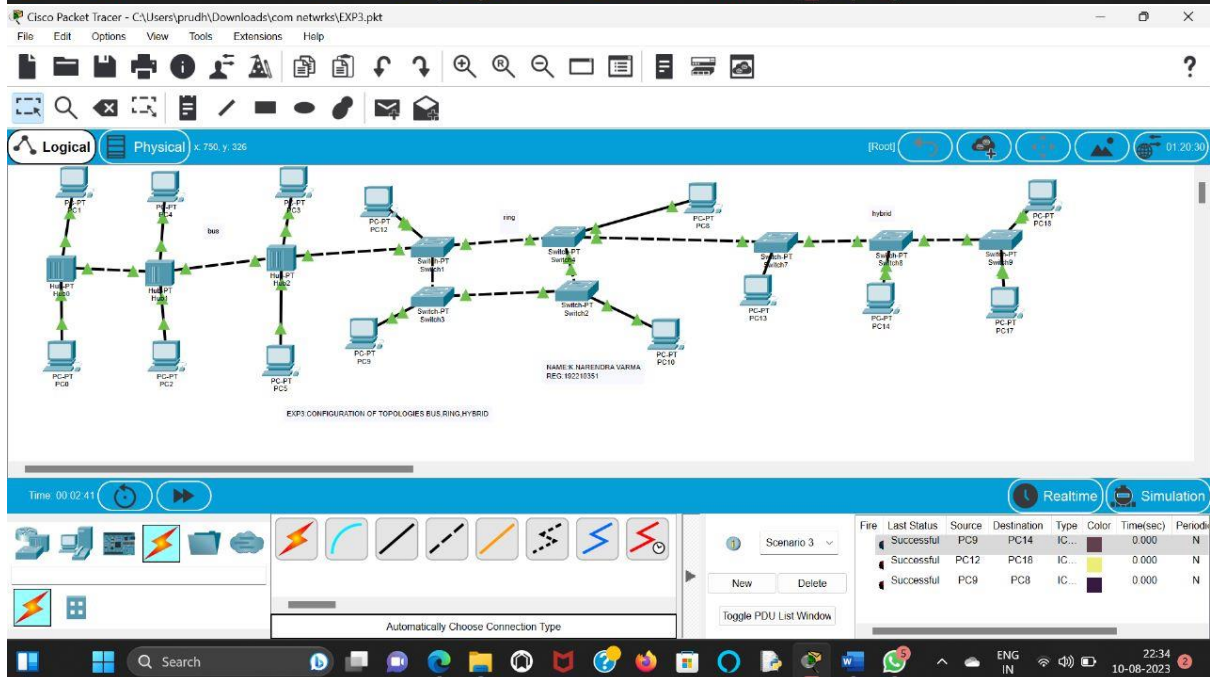 Cisco Packet Tracer - C:\Users\prudh\Downloads\com netwrks\EXP3.pkt
File Edit Options View Tools Extensions Help
Logical Physical x: 750, y: 326 [Root] 01:20:30
PC-PT
PC1
PC-PT
PC4
bus
PC-PT
PC3
PC-PT
PC12
ring
PC-PT
PC8
hybrid
PC-PT
PC18
Hub-PT
Hub0
Hub-PT
Hub1
Hub-PT
Hub2
Switch-PT
Switch1
Switch-PT
Switch-PT
Switch7
Switch-PT
Switch8
Switch-PT
Switch9
Switch-PT
Switch3
Switch-PT
Switch2
PC-PT
PC13
PC-PT
PC14
PC-PT
PC17
PC-PT
PC9
PC-PT
PC10
PC-PT
PC2
PC-PT
PC5
PC-PT
NAME:K NARENDRA VARMA
REG:192210351
EXP3:CONFIGURATION OF TOPOLOGIES BUS,RING,HYBRID
Time: 00:02:41 Realtime Simulation
Scenario 3
New Delete
Toggle PDU List Window
Automatically Choose Connection Type
Fire Last Status Source Destination Type Color Time(sec) Periodi
Successful PC9 PC14 IC... 0.000 N
Successful PC12 PC18 IC... 0.000 N
Successful PC9 PC8 IC... 0.000 N
Search
ENG
IN
22:34
10-08-2023
2
5